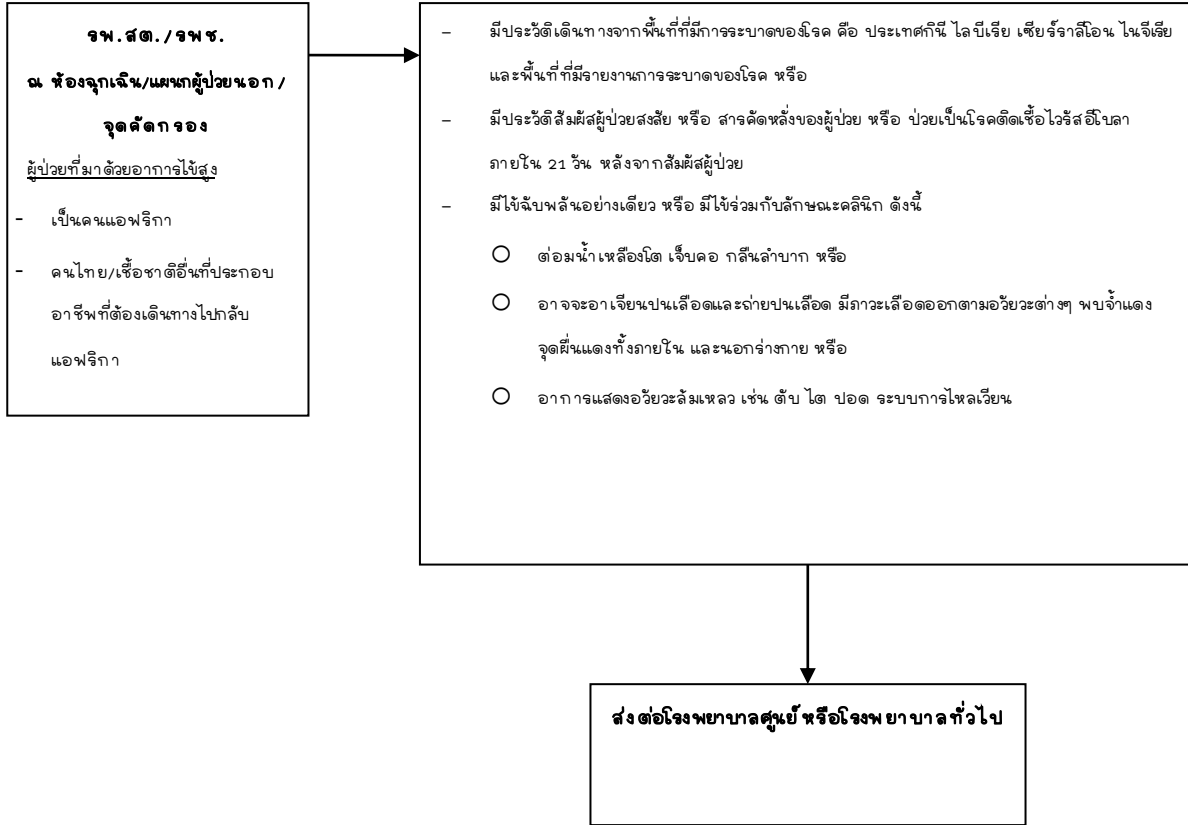 รพ.สต./รพช.
ณ ห้องฉุกเฉิน/แผนกผู้ป่วยนอก/
จุดคัดกรอง
ผู้ป่วยที่มาด้วยอาการไข้สูง
- เป็นคนแอฟริกา
- คนไทย/เชื้อชาติอื่นที่ประกอบ
อาชีพที่ต้องเดินทางไปกลับ
แอฟริกา
- มีประวัติเดินทางจากพื้นที่ที่มีการระบาดของโรค คือ ประเทศกินี ไลบีเรีย เซียร์ราลีโอน ไนจีเรีย
และพื้นที่ที่มีรายงานการระบาดของโรค หรือ
- มีประวัติสัมผัสผู้ป่วยสงสัย หรือ สารคัดหลั่งของผู้ป่วย หรือ ป่วยเป็นโรคติดเชื้อไวรัสอีโบลา
ภายใน 21 วัน หลังจากสัมผัสผู้ป่วย
- มีไข้ฉับพลันอย่างเดียว หรือ มีไข้ร่วมกับลักษณะคลินิก ดังนี้
○ ต่อมน้ำเหลืองโต เจ็บคอ กลืนลำบาก หรือ
○ อาจจะอาเจียนปนเลือดและถ่ายปนเลือด มีภาวะเลือดออกตามอวัยวะต่างๆ พบจ้ำแดง
จุดผื่นแดงทั้งภายใน และนอกร่างกาย หรือ
○ อาการแสดงอวัยวะล้มเหลว เช่น ตับ ไต ปอด ระบบการไหลเวียน
ส่งต่อโรงพยาบาลศูนย์หรือโรงพยาบาลทั่วไป